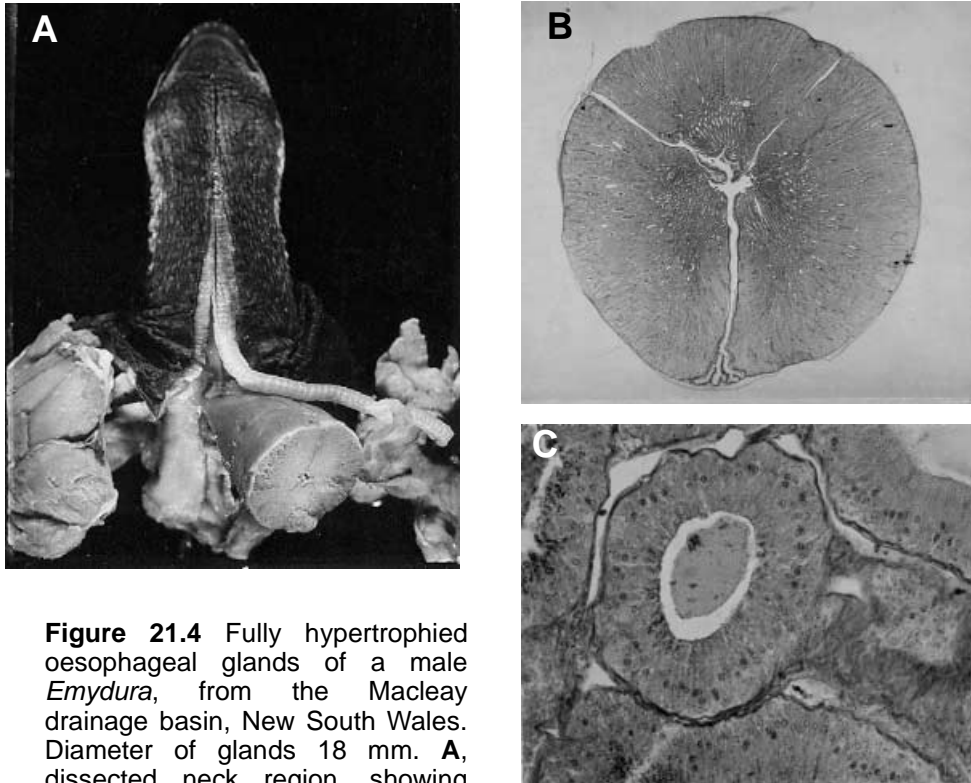 A
B
C
Figure 21.4 Fully hypertrophied
oesophageal glands of a male
Emydura, from the Macleay
drainage basin, New South Wales.
Diameter of glands 18 mm. A,
dissected neck region, showing